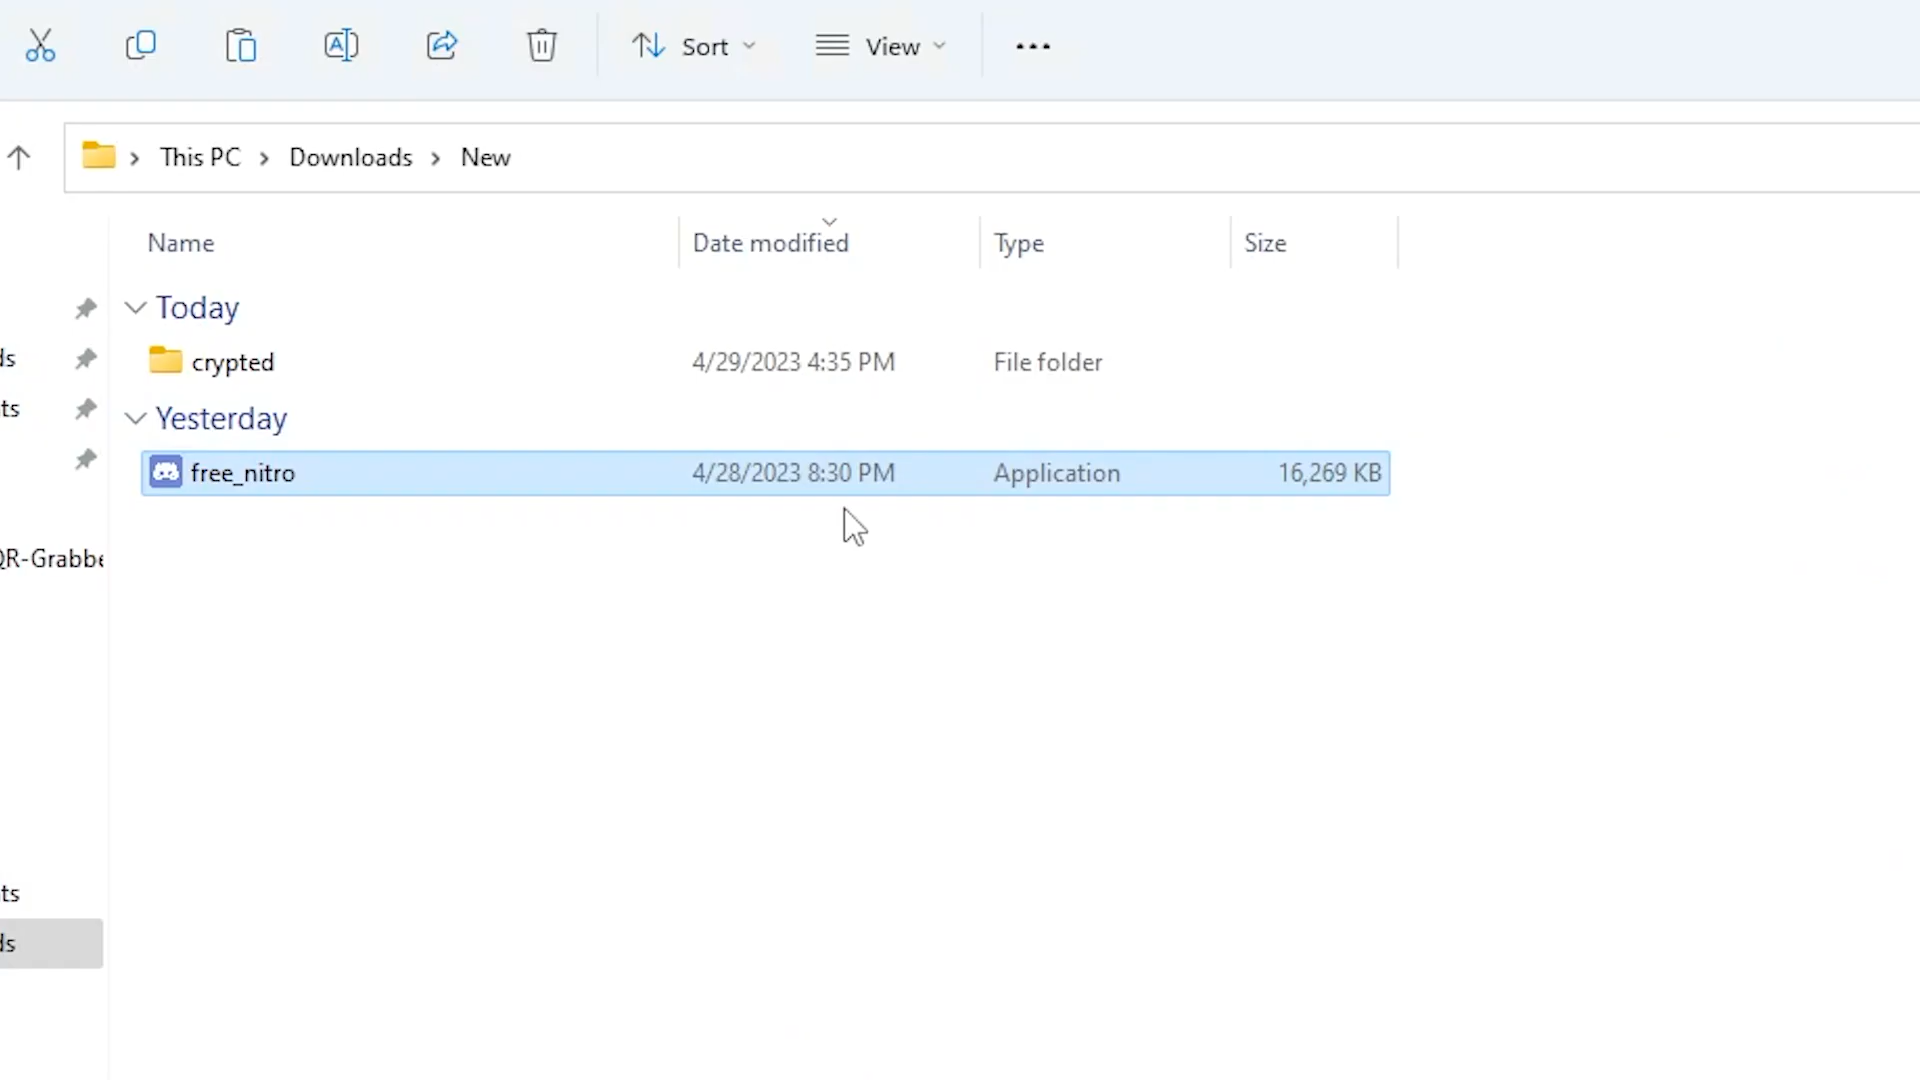 Sort View
This PC > Downloads > New
Name Date modified Type Size
Today
ds
crypted 4/29/2023 4:35 PM File folder
ts
Yesterday
free_nitro 4/28/2023 8:30 PM Application 16,269 KB
QR-Grabbe
ts
ds